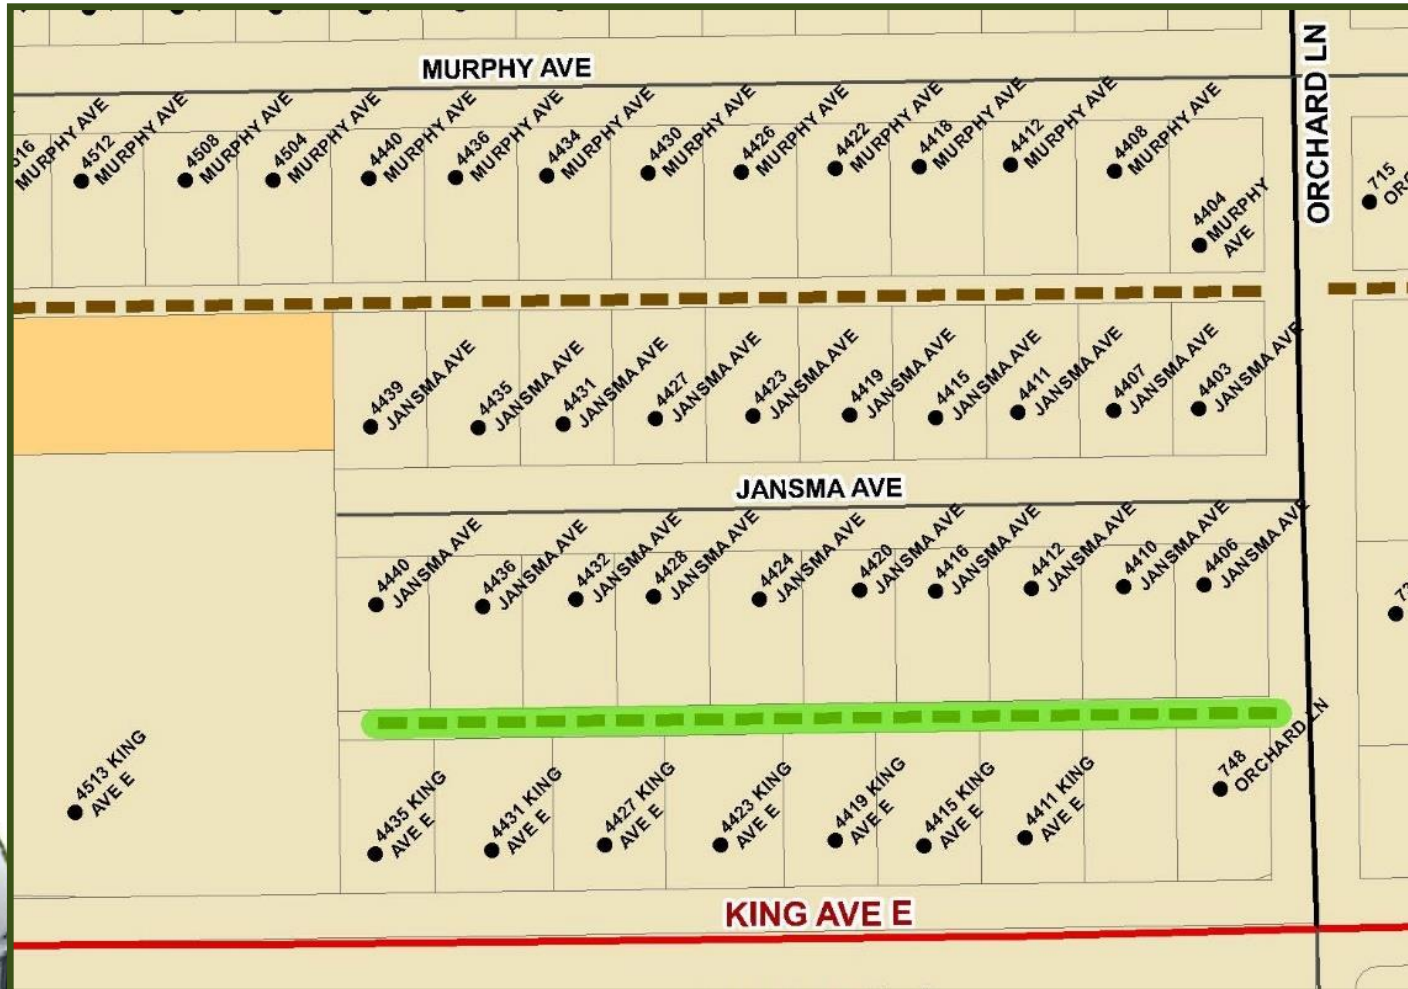 MURPHY AVE
ORCHARD LN
MURPHY AVE
4512
MURPHY AVE
4508
MURPHY AVE
4504
MURPHY AVE
4440
MURPHY AVE
4436
MURPHY AVE
4434
MURPHY AVE
4430
MURPHY AVE
4426
MURPHY AVE
4422
MURPHY AVE
4418
MURPHY AVE
4412
MURPHY AVE
4408
MURPHY AVE
4404
MURPHY
AVE
715
4439
JANSMA AVE
4435
JANSMA AVE
4431
JANSMA AVE
4427
JANSMA AVE
4423
JANSMA AVE
4419
JANSMA AVE
4415
JANSMA AVE
4411
JANSMA AVE
4407
JANSMA AVE
4403
JANSMA AVE
JANSMA AVE
4440
JANSMA AVE
4436
JANSMA AVE
4432
JANSMA AVE
4428
JANSMA AVE
4424
JANSMA AVE
4420
JANSMA AVE
4416
JANSMA AVE
4412
JANSMA AVE
4410
JANSMA AVE
4406
JANSMA AVE
4513 KING
AVE E
4435 KING
AVE E
4431 KING
AVE E
4427 KING
AVE E
4423 KING
AVE E
4419 KING
AVE E
4415 KING
AVE E
4411 KING
AVE E
748
ORCHARD LN
KING AVE E